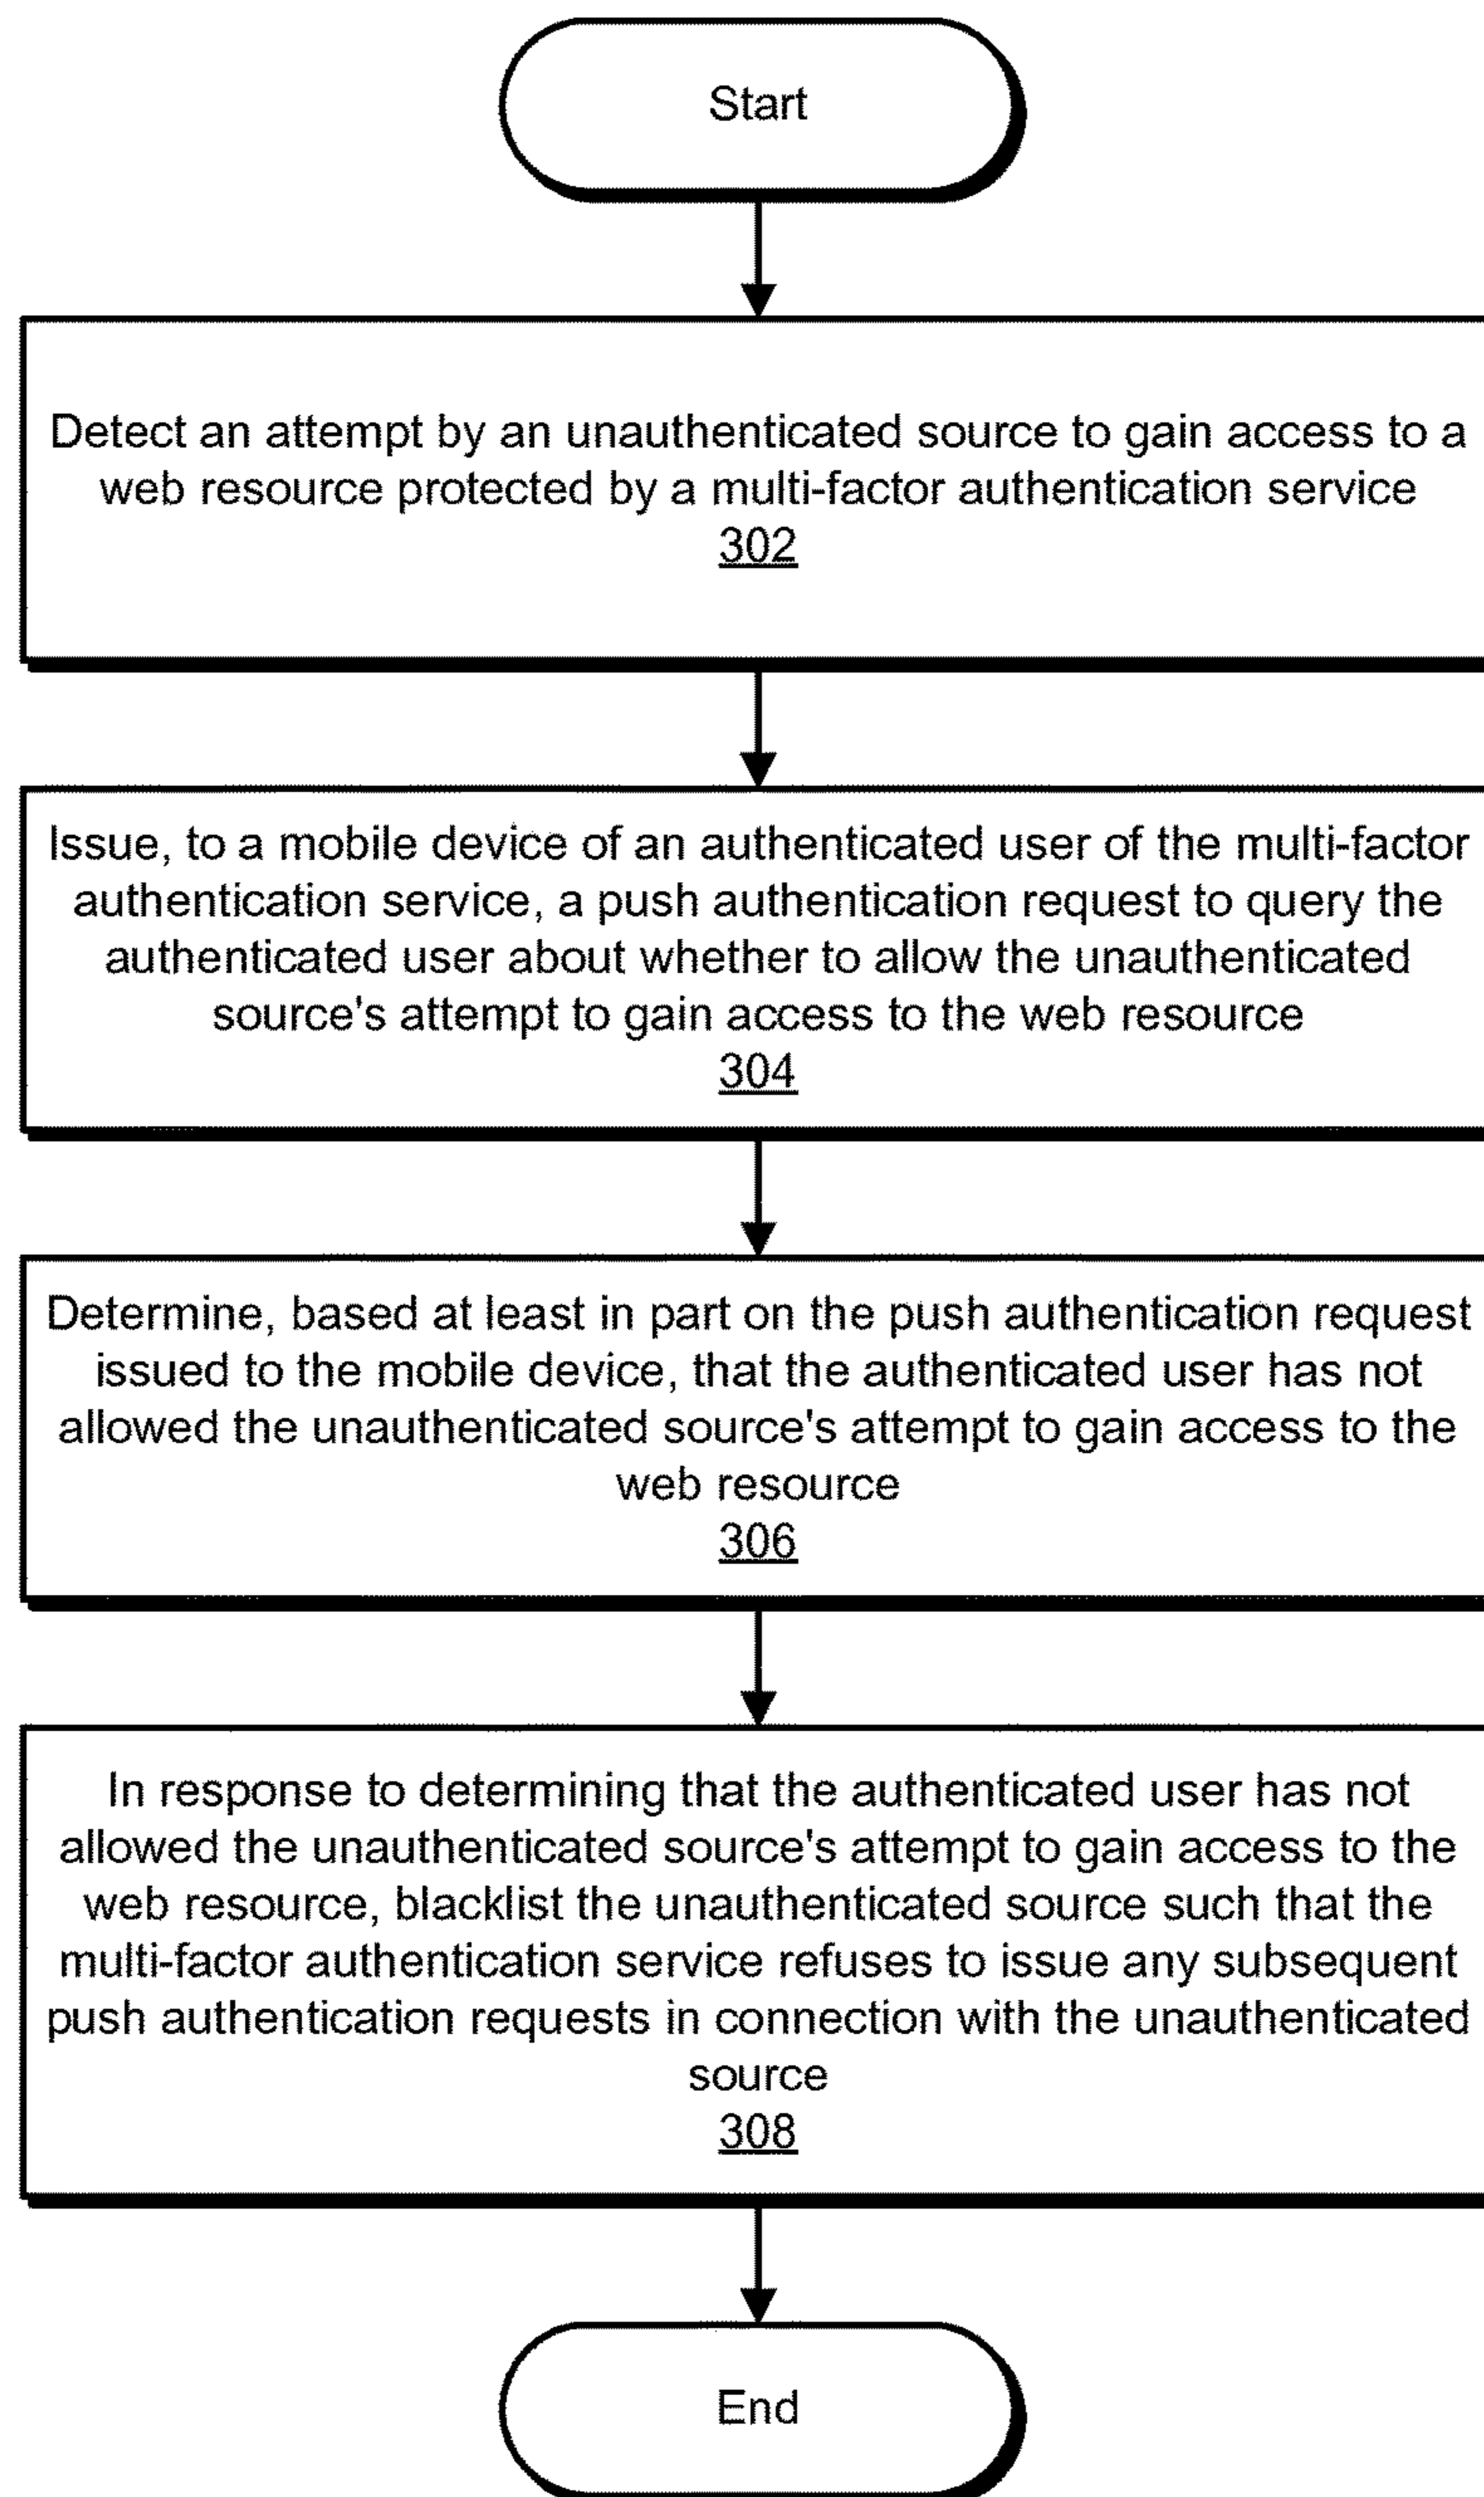 Start
Detect an attempt by an unauthenticated source to gain access to a
web resource protected by a multi-factor authentication service
302
Issue, to a mobile device of an authenticated user of the multi-factor
authentication service, a push authentication request to query the
authenticated user about whether to allow the unauthenticated
source's attempt to gain access to the web resource
304
Determine, based at least in part on the push authentication request
issued to the mobile device, that the authenticated user has not
allowed the unauthenticated source's attempt to gain access to the
web resource
306
In response to determining that the authenticated user has not
allowed the unauthenticated source's attempt to gain access to the
web resource, blacklist the unauthenticated source such that the
multi-factor authentication service refuses to issue any subsequent
push authentication requests in connection with the unauthenticated
source
308
End